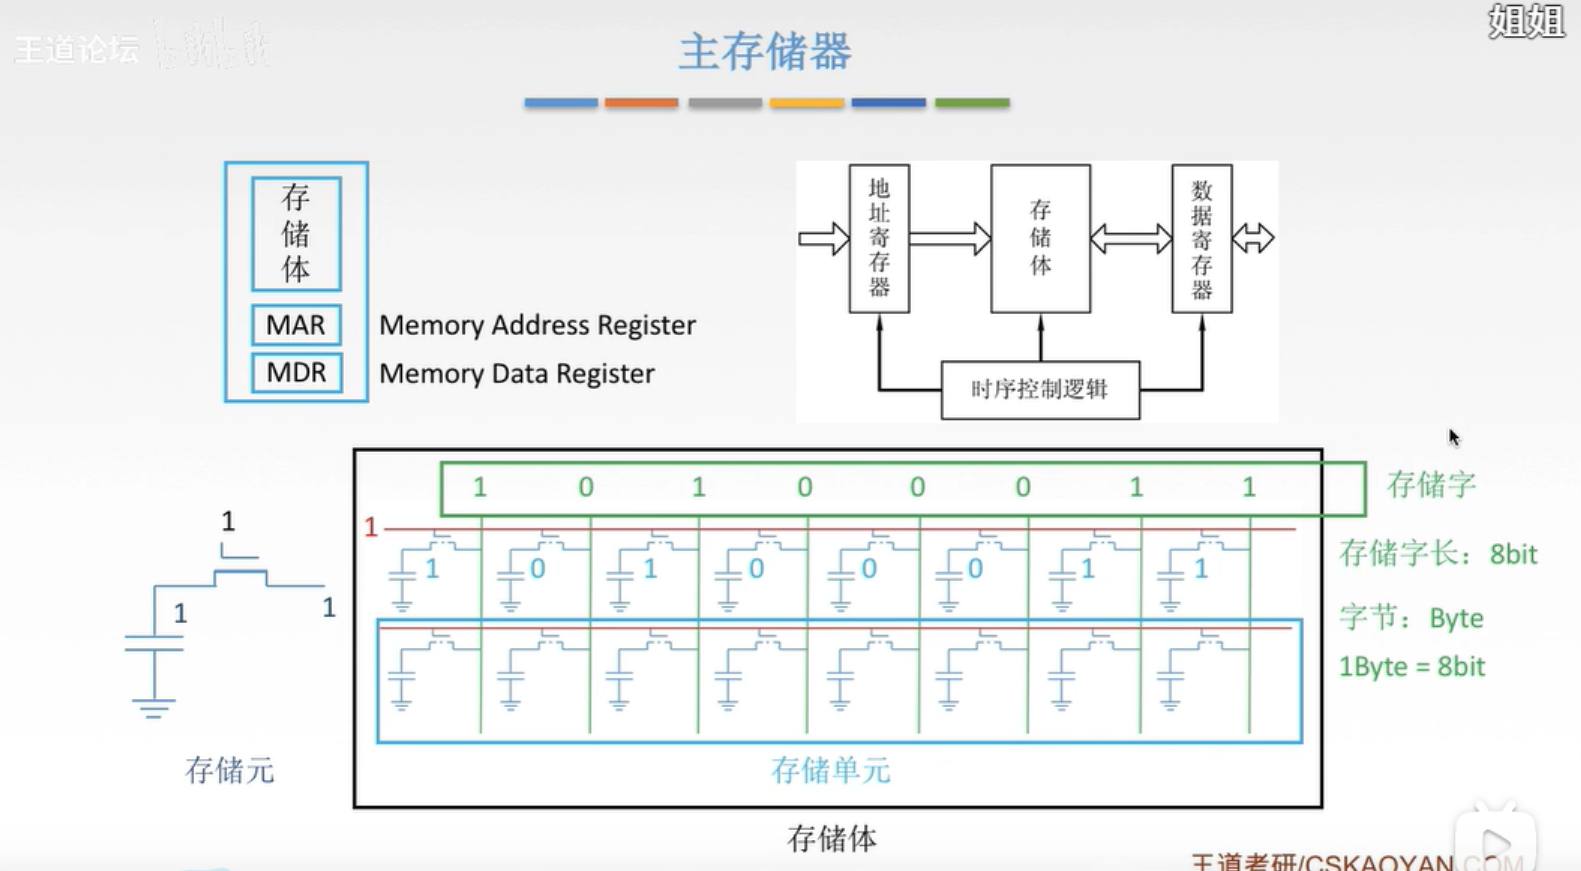 姐姐
王道论坛
主存储器
存储体
MAR
Memory Address Register
MDR
Memory Data Register
地址寄存器
存储体
数据寄存器
时序控制逻辑
1 0 1 0 0 0 1 1
存储字
1
1 0 1 0 0 0 1 1
存储字长：8bit
字节：Byte
1Byte = 8bit
1
1
1
存储元
存储单元
存储体
王道考研/CSKAOYAN.COM